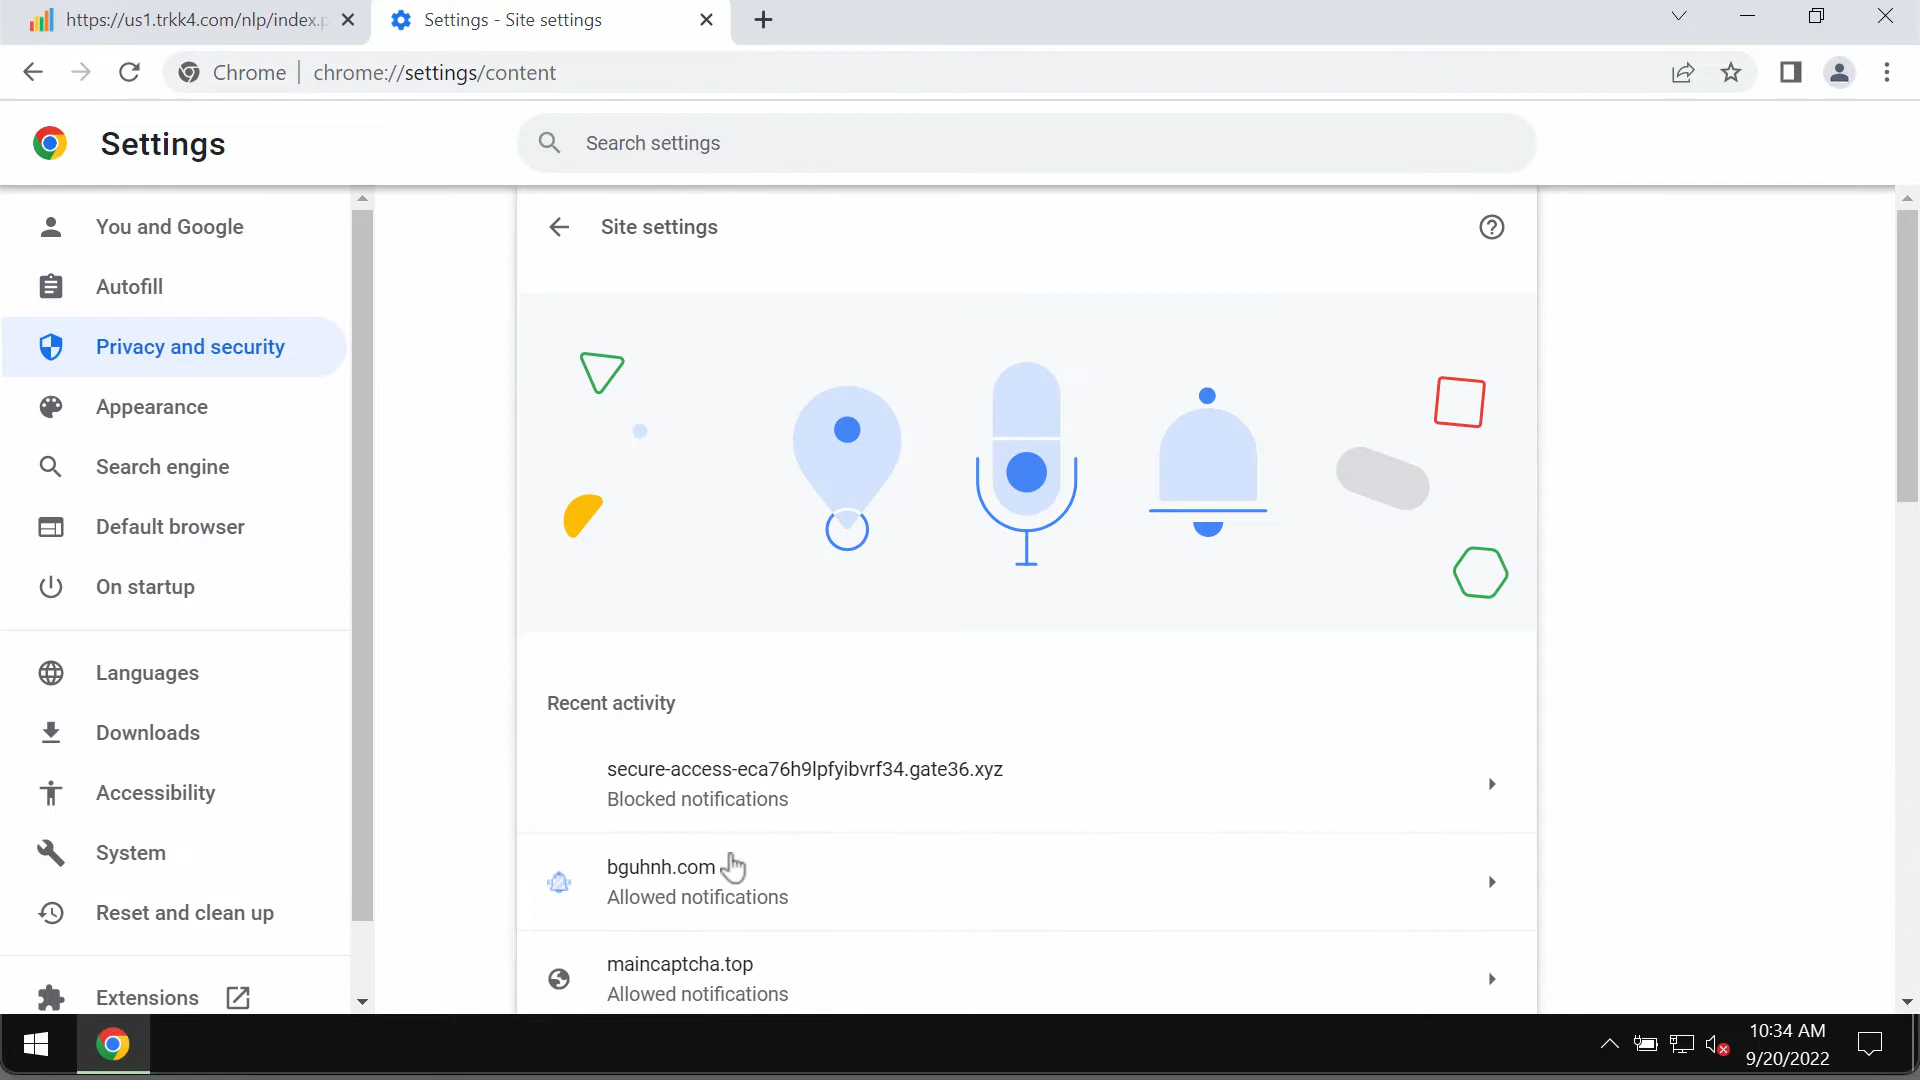 https://us1.trkk4.com/nlp/index.p
Settings - Site settings
Chrome
chrome://settings/content
Settings
Search settings
You and Google
Autofill
Privacy and security
Appearance
Search engine
Default browser
On startup
Languages
Downloads
Accessibility
System
Reset and clean up
Extensions
Site settings
Recent activity
secure-access-eca76h9lpfyibvrf34.gate36.xyz
Blocked notifications
bguhnh.com
Allowed notifications
maincaptcha.top
Allowed notifications
10:34 AM
9/20/2022